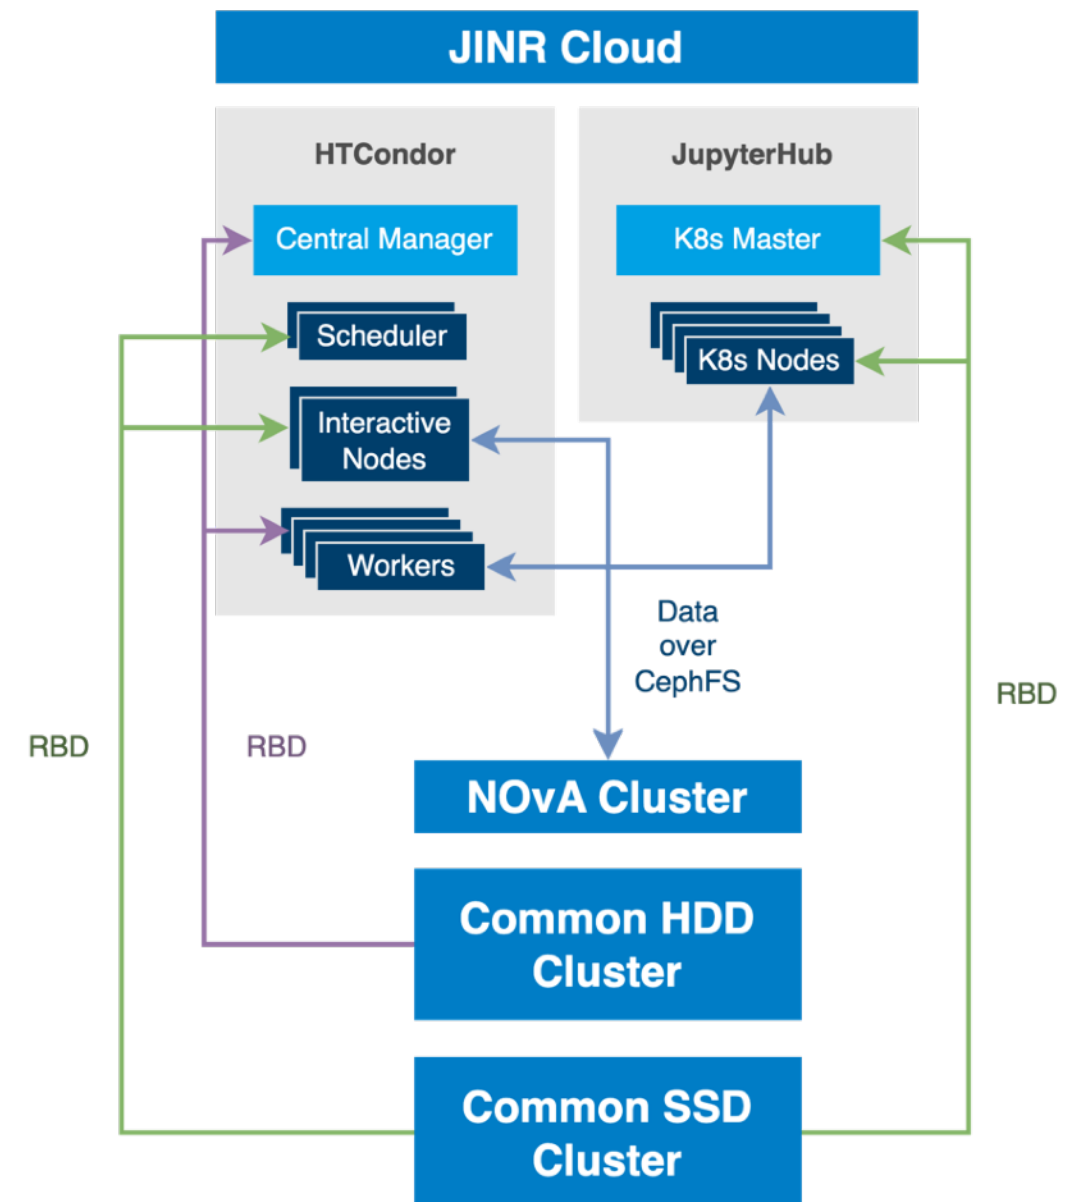 JINR Cloud
HTCondor
JupyterHub
Central Manager
K8s Master
Scheduler
K8s Nodes
Interactive
Nodes
Workers
Data
over
CephFS
RBD
RBD
RBD
NOvA Cluster
Common HDD
Cluster
Common SSD
Cluster